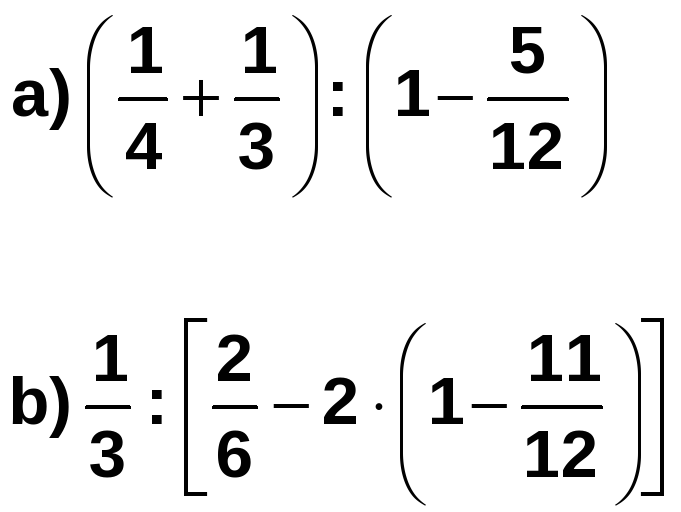 a) (1/4 + 1/3) : (1 − 5/12)
b) 1/3 : [2/6 − 2 · (1 − 11/12)]